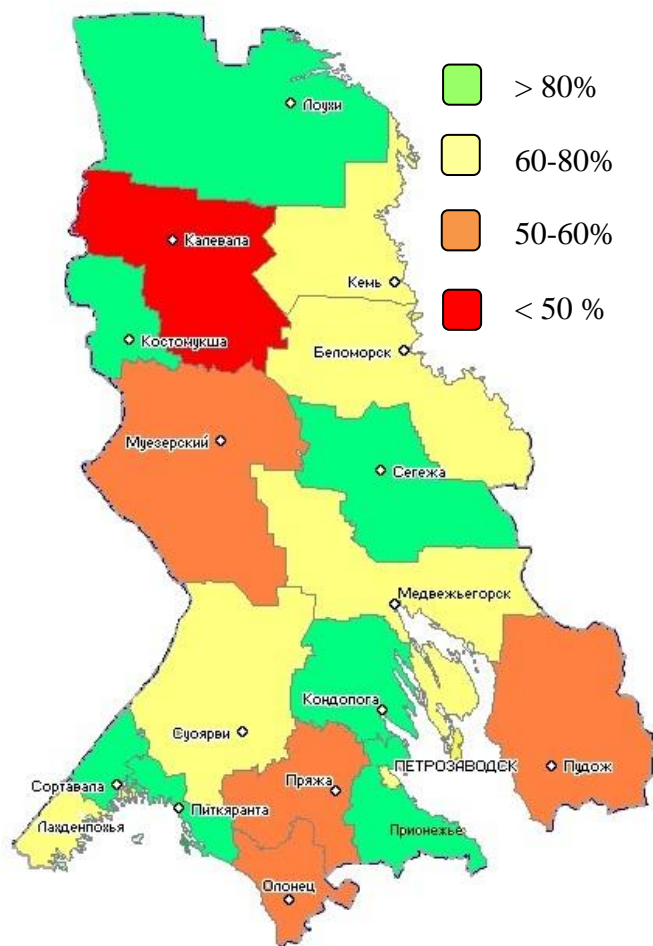 Лоухи
> 80%
60-80%
Калевала
50-60%
Кемь
< 50 %
Костомукша
Беломорск
Муезерский
Сегежа
Медвежьегорск
Кондопога
Суоярви
ПЕТРОЗАВОДСК
Пудож
Сортавала
Пряжа
Питкяранта
Лахденпохья
Прионежье
Олонец